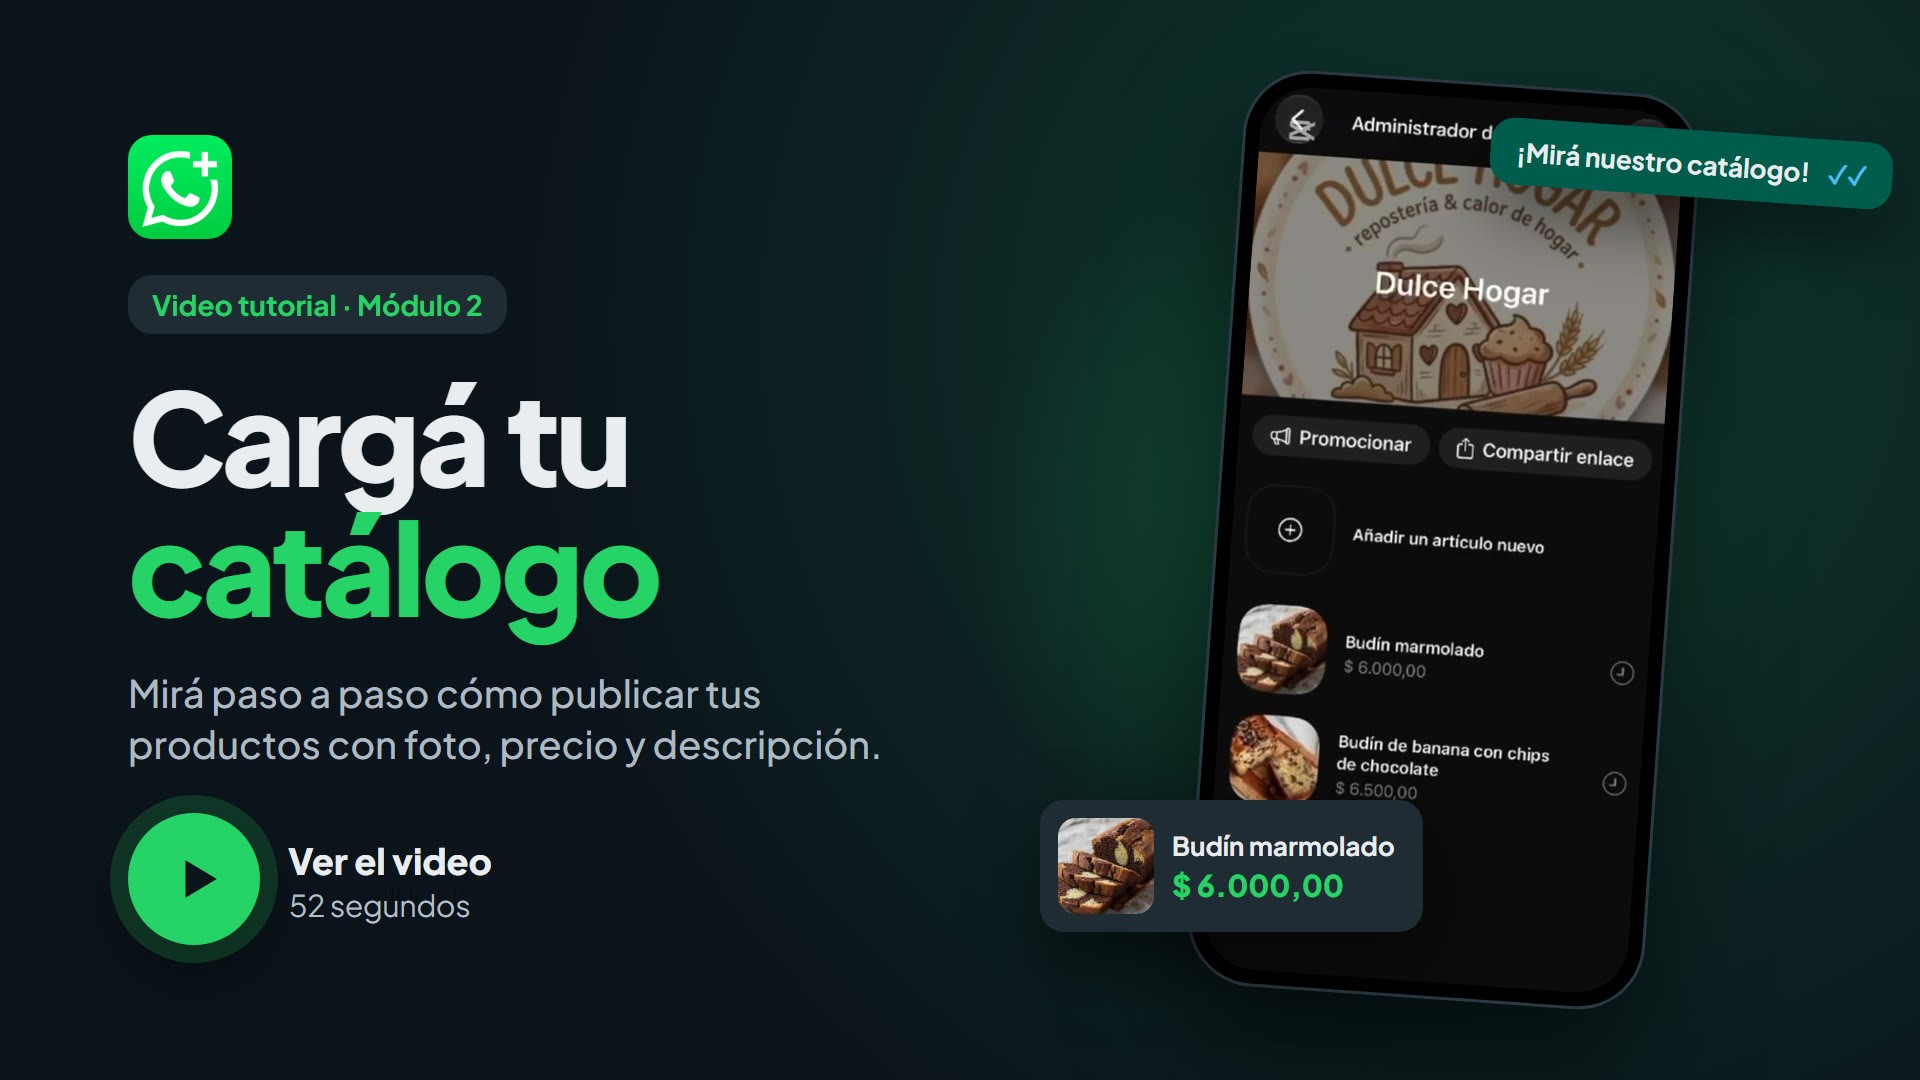 Video tutorial · Módulo 2
Cargá tu
catálogo
Mirá paso a paso cómo publicar tus
productos con foto, precio y descripción.
Ver el video
52 segundos
Administrador d
¡Mirá nuestro catálogo!
DULCE HOGAR
· repostería & calor de hogar ·
Dulce Hogar
Promocionar
Compartir enlace
Añadir un artículo nuevo
Budín marmolado
$ 6.000,00
Budín de banana con chips
de chocolate
$ 6.500,00
Budín marmolado
$ 6.000,00